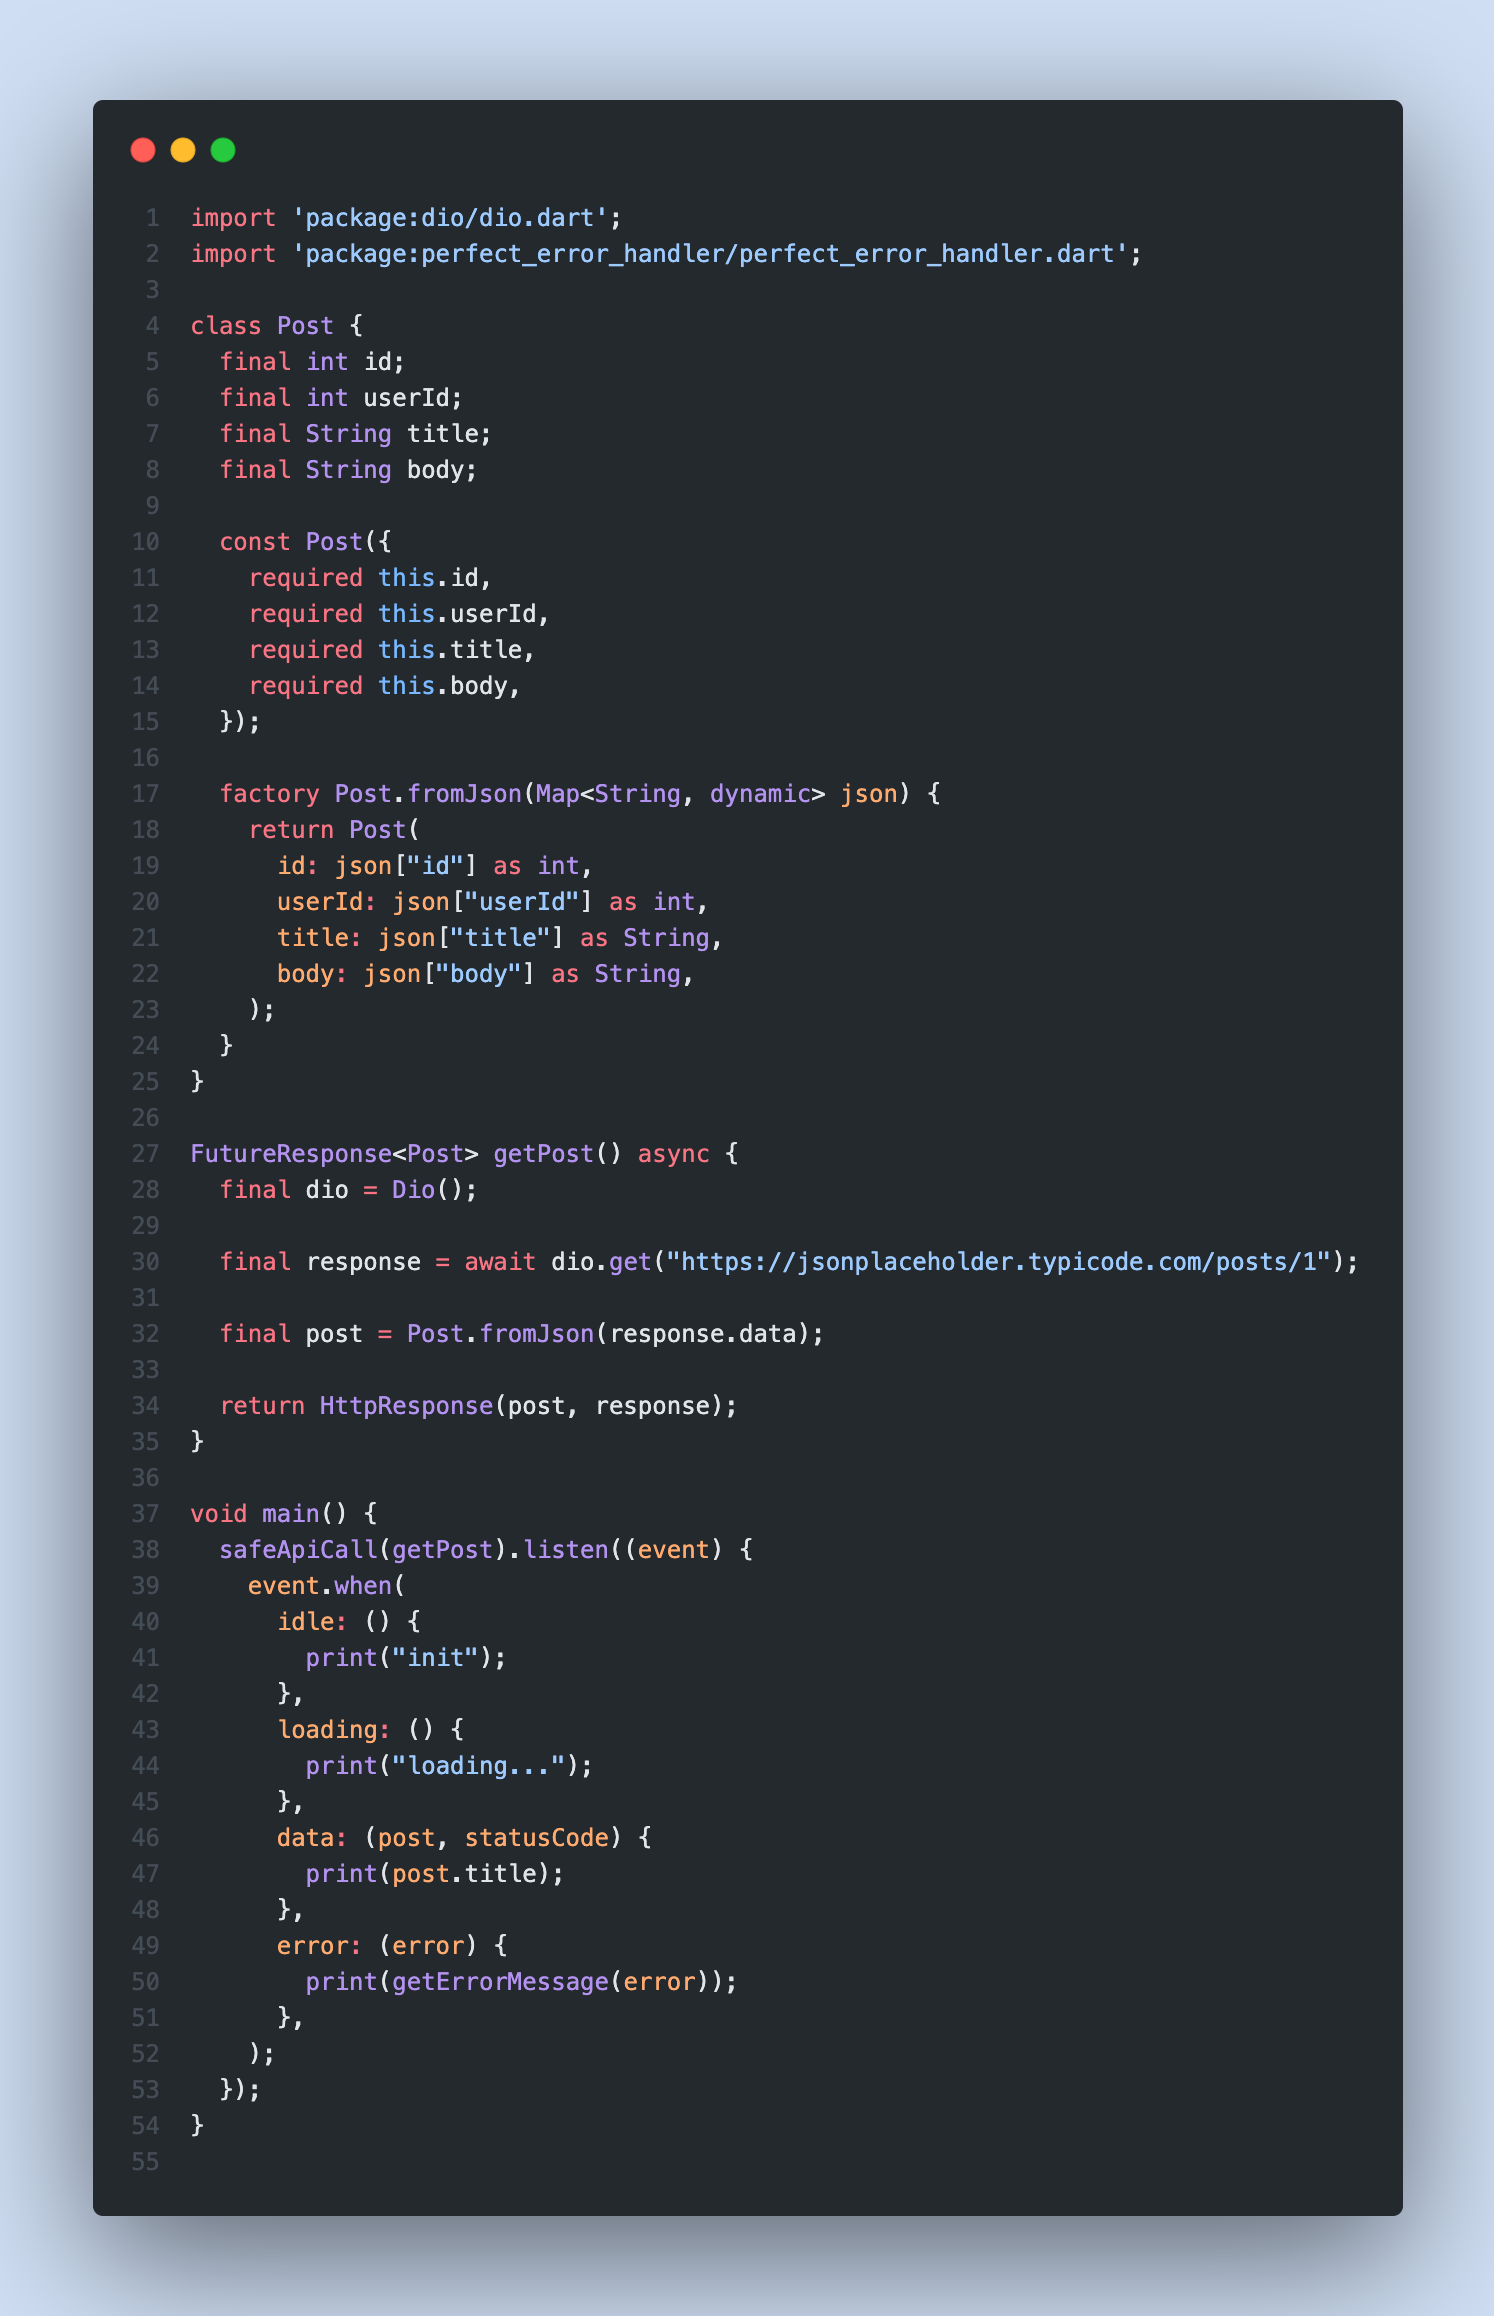 1 import 'package:dio/dio.dart';
2 import 'package:perfect_error_handler/perfect_error_handler.dart';
3
4 class Post {
5   final int id;
6   final int userId;
7   final String title;
8   final String body;
9
10   const Post({
11     required this.id,
12     required this.userId,
13     required this.title,
14     required this.body,
15   });
16
17   factory Post.fromJson(Map<String, dynamic> json) {
18     return Post(
19       id: json["id"] as int,
20       userId: json["userId"] as int,
21       title: json["title"] as String,
22       body: json["body"] as String,
23     );
24   }
25 }
26
27 FutureResponse<Post> getPost() async {
28   final dio = Dio();
29
30   final response = await dio.get("https://jsonplaceholder.typicode.com/posts/1");
31
32   final post = Post.fromJson(response.data);
33
34   return HttpResponse(post, response);
35 }
36
37 void main() {
38   safeApiCall(getPost).listen((event) {
39     event.when(
40       idle: () {
41         print("init");
42       },
43       loading: () {
44         print("loading...");
45       },
46       data: (post, statusCode) {
47         print(post.title);
48       },
49       error: (error) {
50         print(getErrorMessage(error));
51       },
52     );
53   });
54 }
55